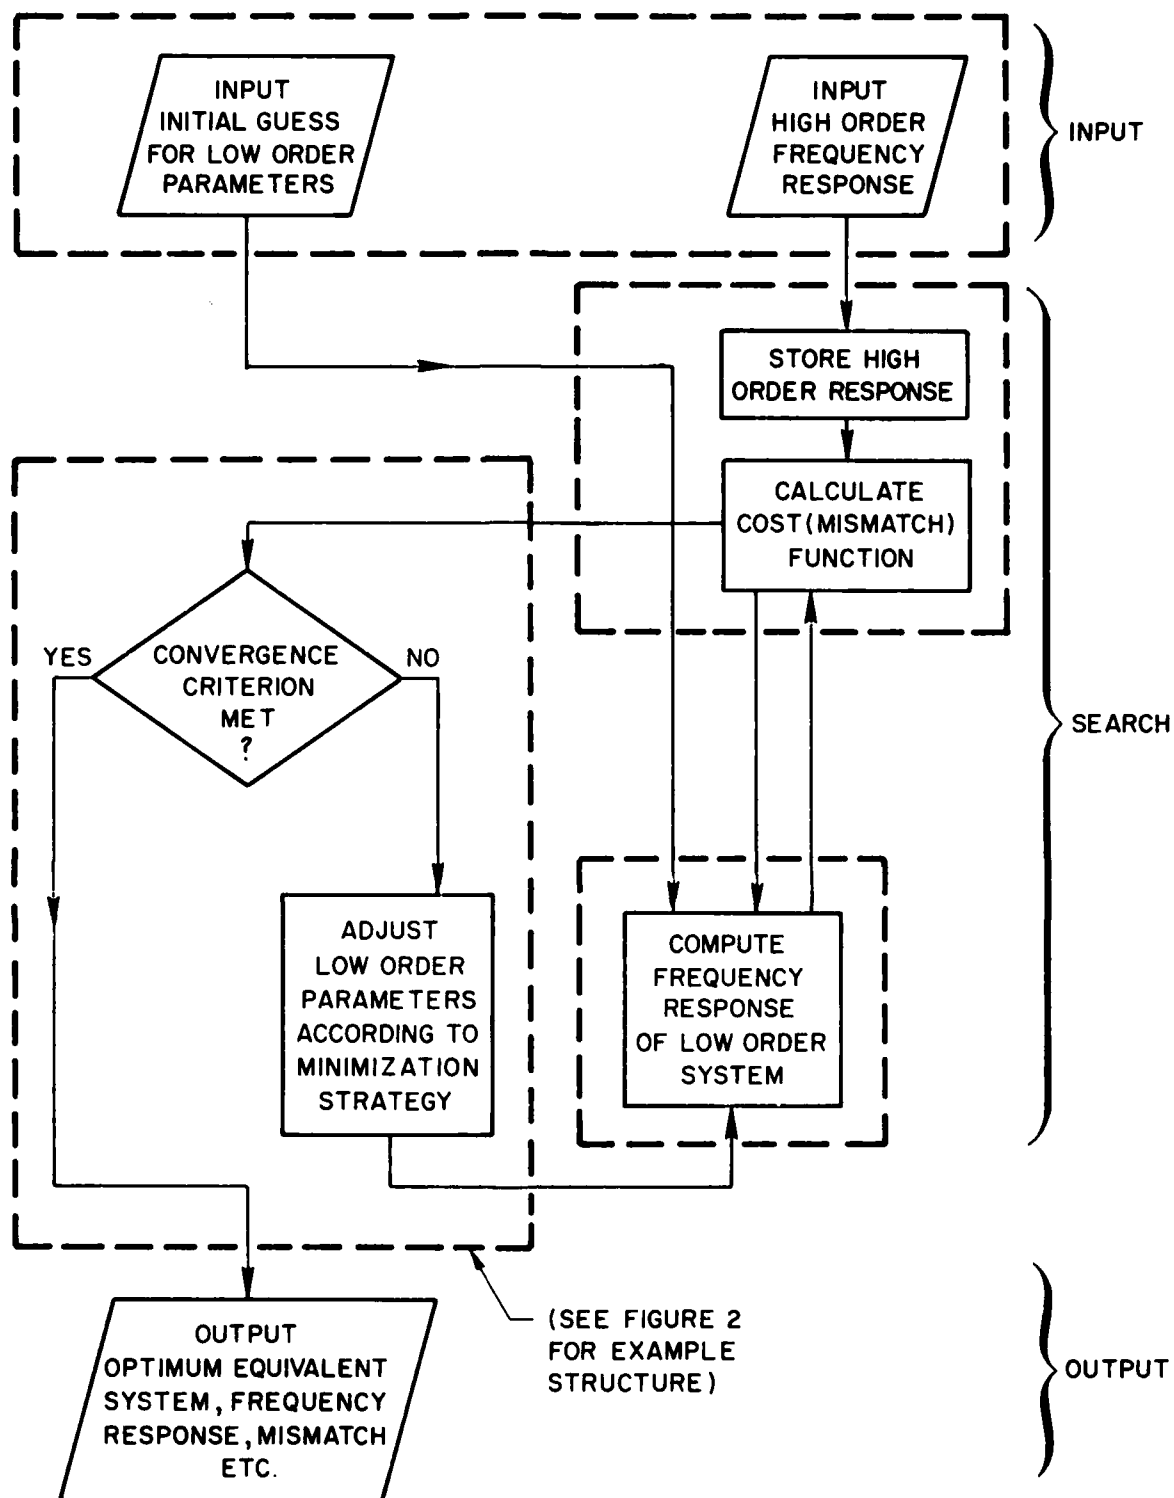 INPUT
INITIAL GUESS
FOR LOW ORDER
PARAMETERS
INPUT
HIGH ORDER
FREQUENCY
RESPONSE
INPUT
STORE HIGH
ORDER RESPONSE
CALCULATE
COST (MISMATCH)
FUNCTION
YES
CONVERGENCE
CRITERION
MET
?
NO
SEARCH
ADJUST
LOW ORDER
PARAMETERS
ACCORDING TO
MINIMIZATION
STRATEGY
COMPUTE
FREQUENCY
RESPONSE
OF LOW ORDER
SYSTEM
(SEE FIGURE 2
FOR EXAMPLE
STRUCTURE)
OUTPUT
OPTIMUM EQUIVALENT
SYSTEM, FREQUENCY
RESPONSE, MISMATCH
ETC.
OUTPUT